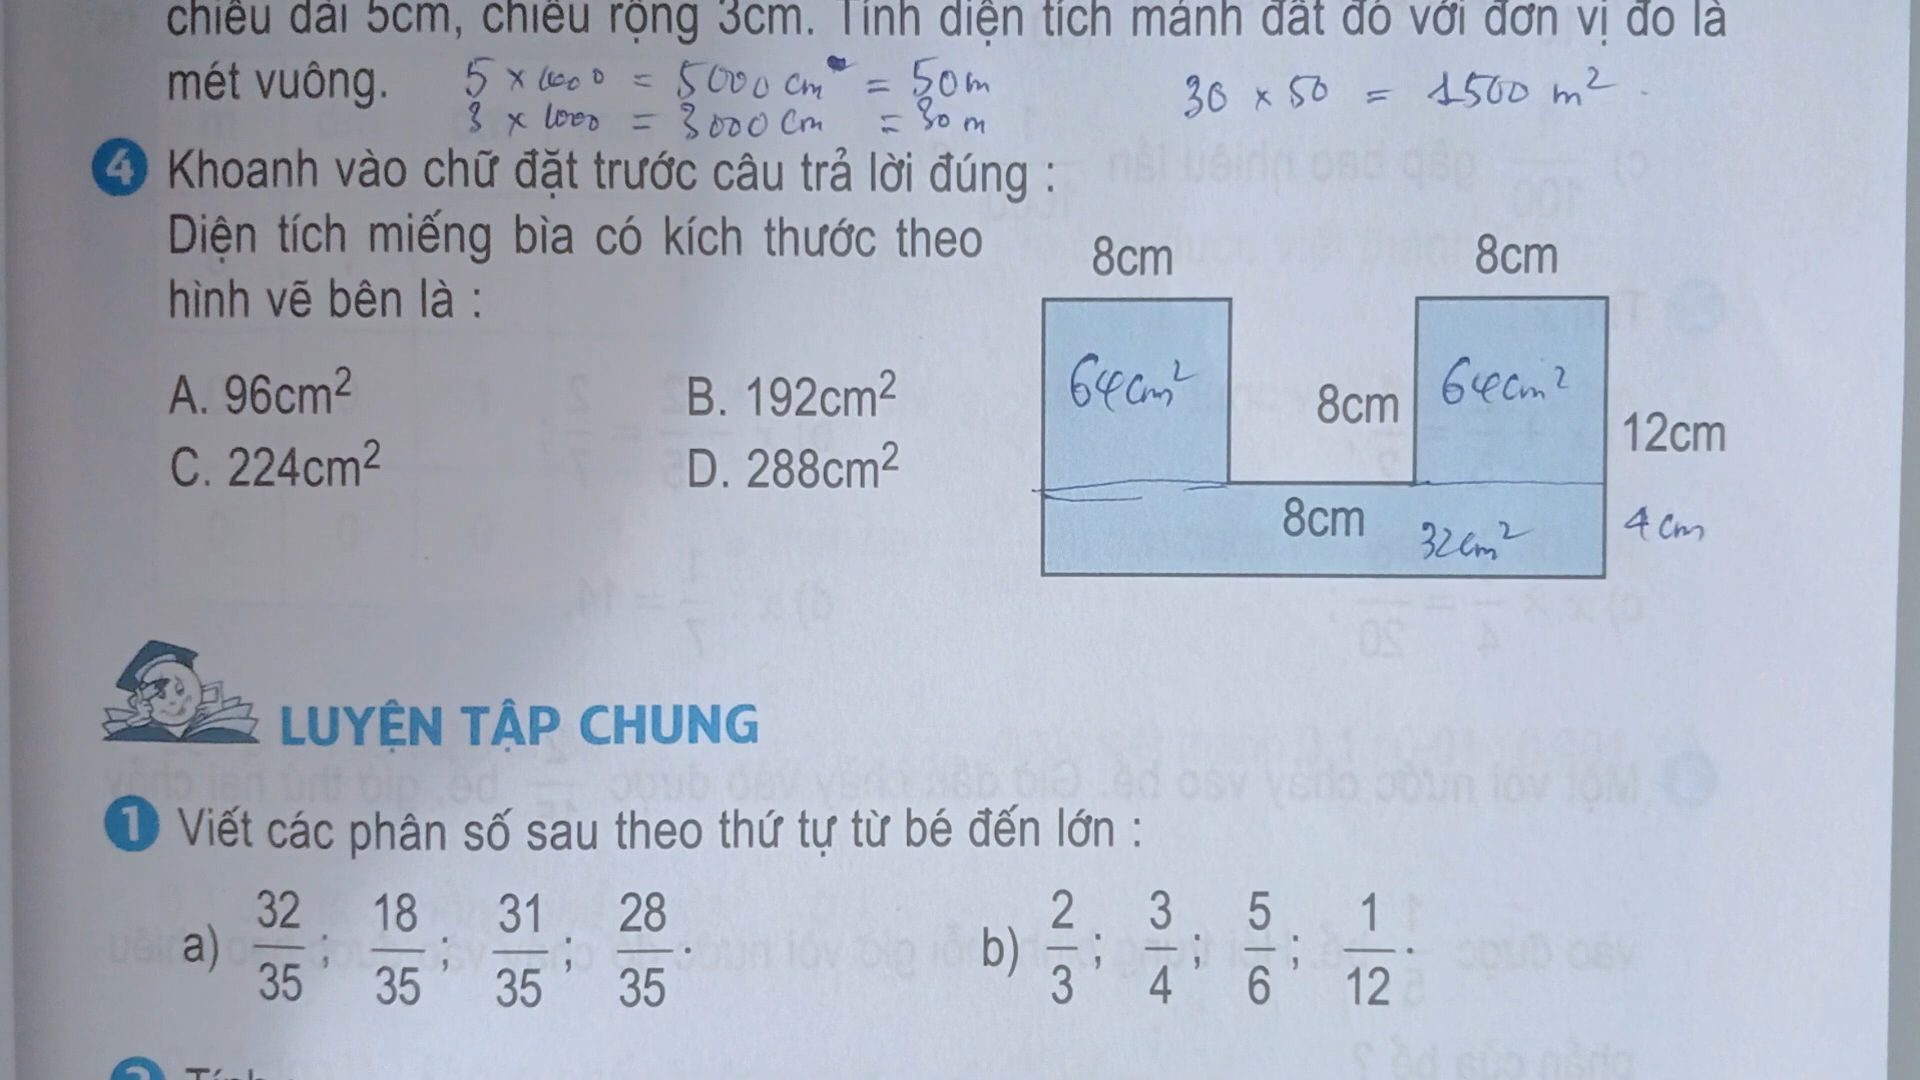 chiều dài 5cm, chiều rộng 3cm. Tính diện tích mảnh đất đó với đơn vị đo là
mét vuông.
5 × 1000 = 5000 cm = 50m
30 × 50 = 1500 m²
3 × 1000 = 3000 cm = 30 m
4 Khoanh vào chữ đặt trước câu trả lời đúng :
Diện tích miếng bìa có kích thước theo
hình vẽ bên là :
A. 96cm² B. 192cm²
C. 224cm² D. 288cm²
8cm 8cm
64cm² 8cm 64cm² 12cm
8cm 32cm² 4cm
LUYỆN TẬP CHUNG
1 Viết các phân số sau theo thứ tự từ bé đến lớn :
a) 32/35 ; 18/35 ; 31/35 ; 28/35 . b) 2/3 ; 3/4 ; 5/6 ; 1/12 .